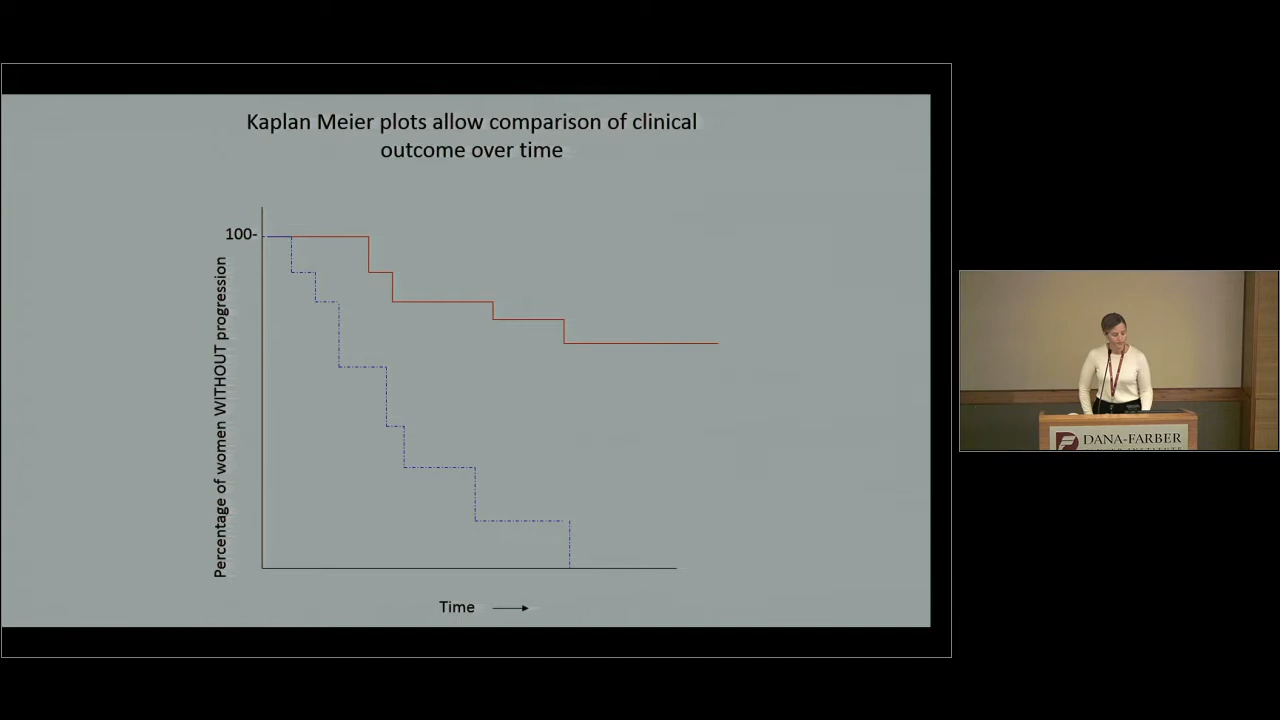 Kaplan Meier plots allow comparison of clinical
outcome over time
100-
Percentage of women WITHOUT progression
Time
DANA-FARBER